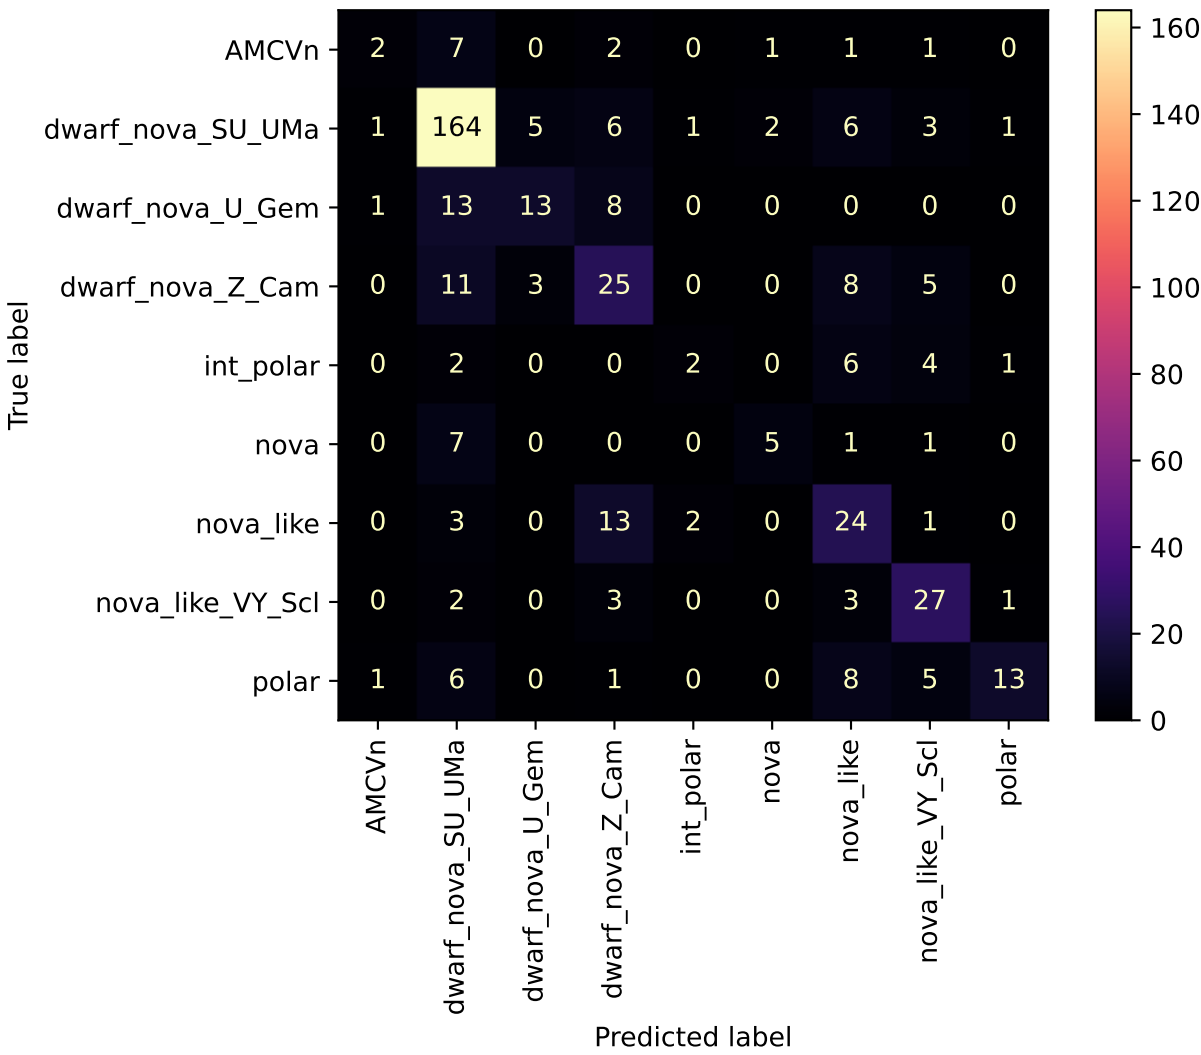 AMCVn 2 7 0 2 0 1 1 1 0
dwarf_nova_SU_UMa 1 164 5 6 1 2 6 3 1
dwarf_nova_U_Gem 1 13 13 8 0 0 0 0 0
dwarf_nova_Z_Cam 0 11 3 25 0 0 8 5 0
int_polar 0 2 0 0 2 0 6 4 1
nova 0 7 0 0 0 5 1 1 0
nova_like 0 3 0 13 2 0 24 1 0
nova_like_VY_Scl 0 2 0 3 0 0 3 27 1
polar 1 6 0 1 0 0 8 5 13
True label
AMCVn
dwarf_nova_SU_UMa
dwarf_nova_U_Gem
dwarf_nova_Z_Cam
int_polar
nova
nova_like
nova_like_VY_Scl
polar
Predicted label
160
140
120
100
80
60
40
20
0